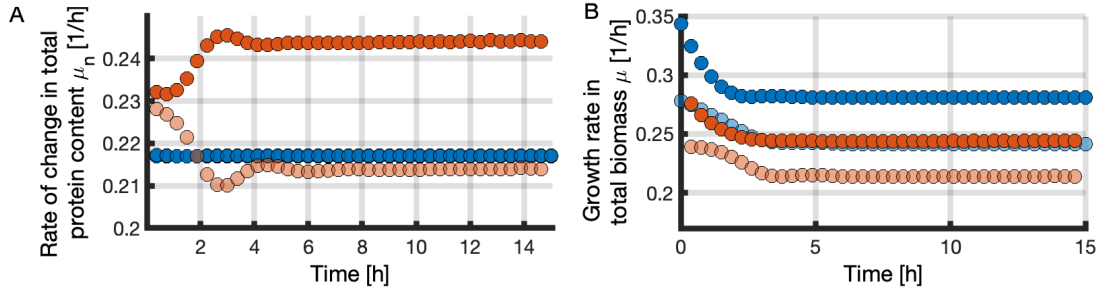 A
Rate of change in total
protein content μn [1/h]
0.24
0.23
0.22
0.21
0.2
2 4 6 8 10 12 14
Time [h]
B
Growth rate in
total biomass μ [1/h]
0.35
0.3
0.25
0.2
0 5 10 15
Time [h]